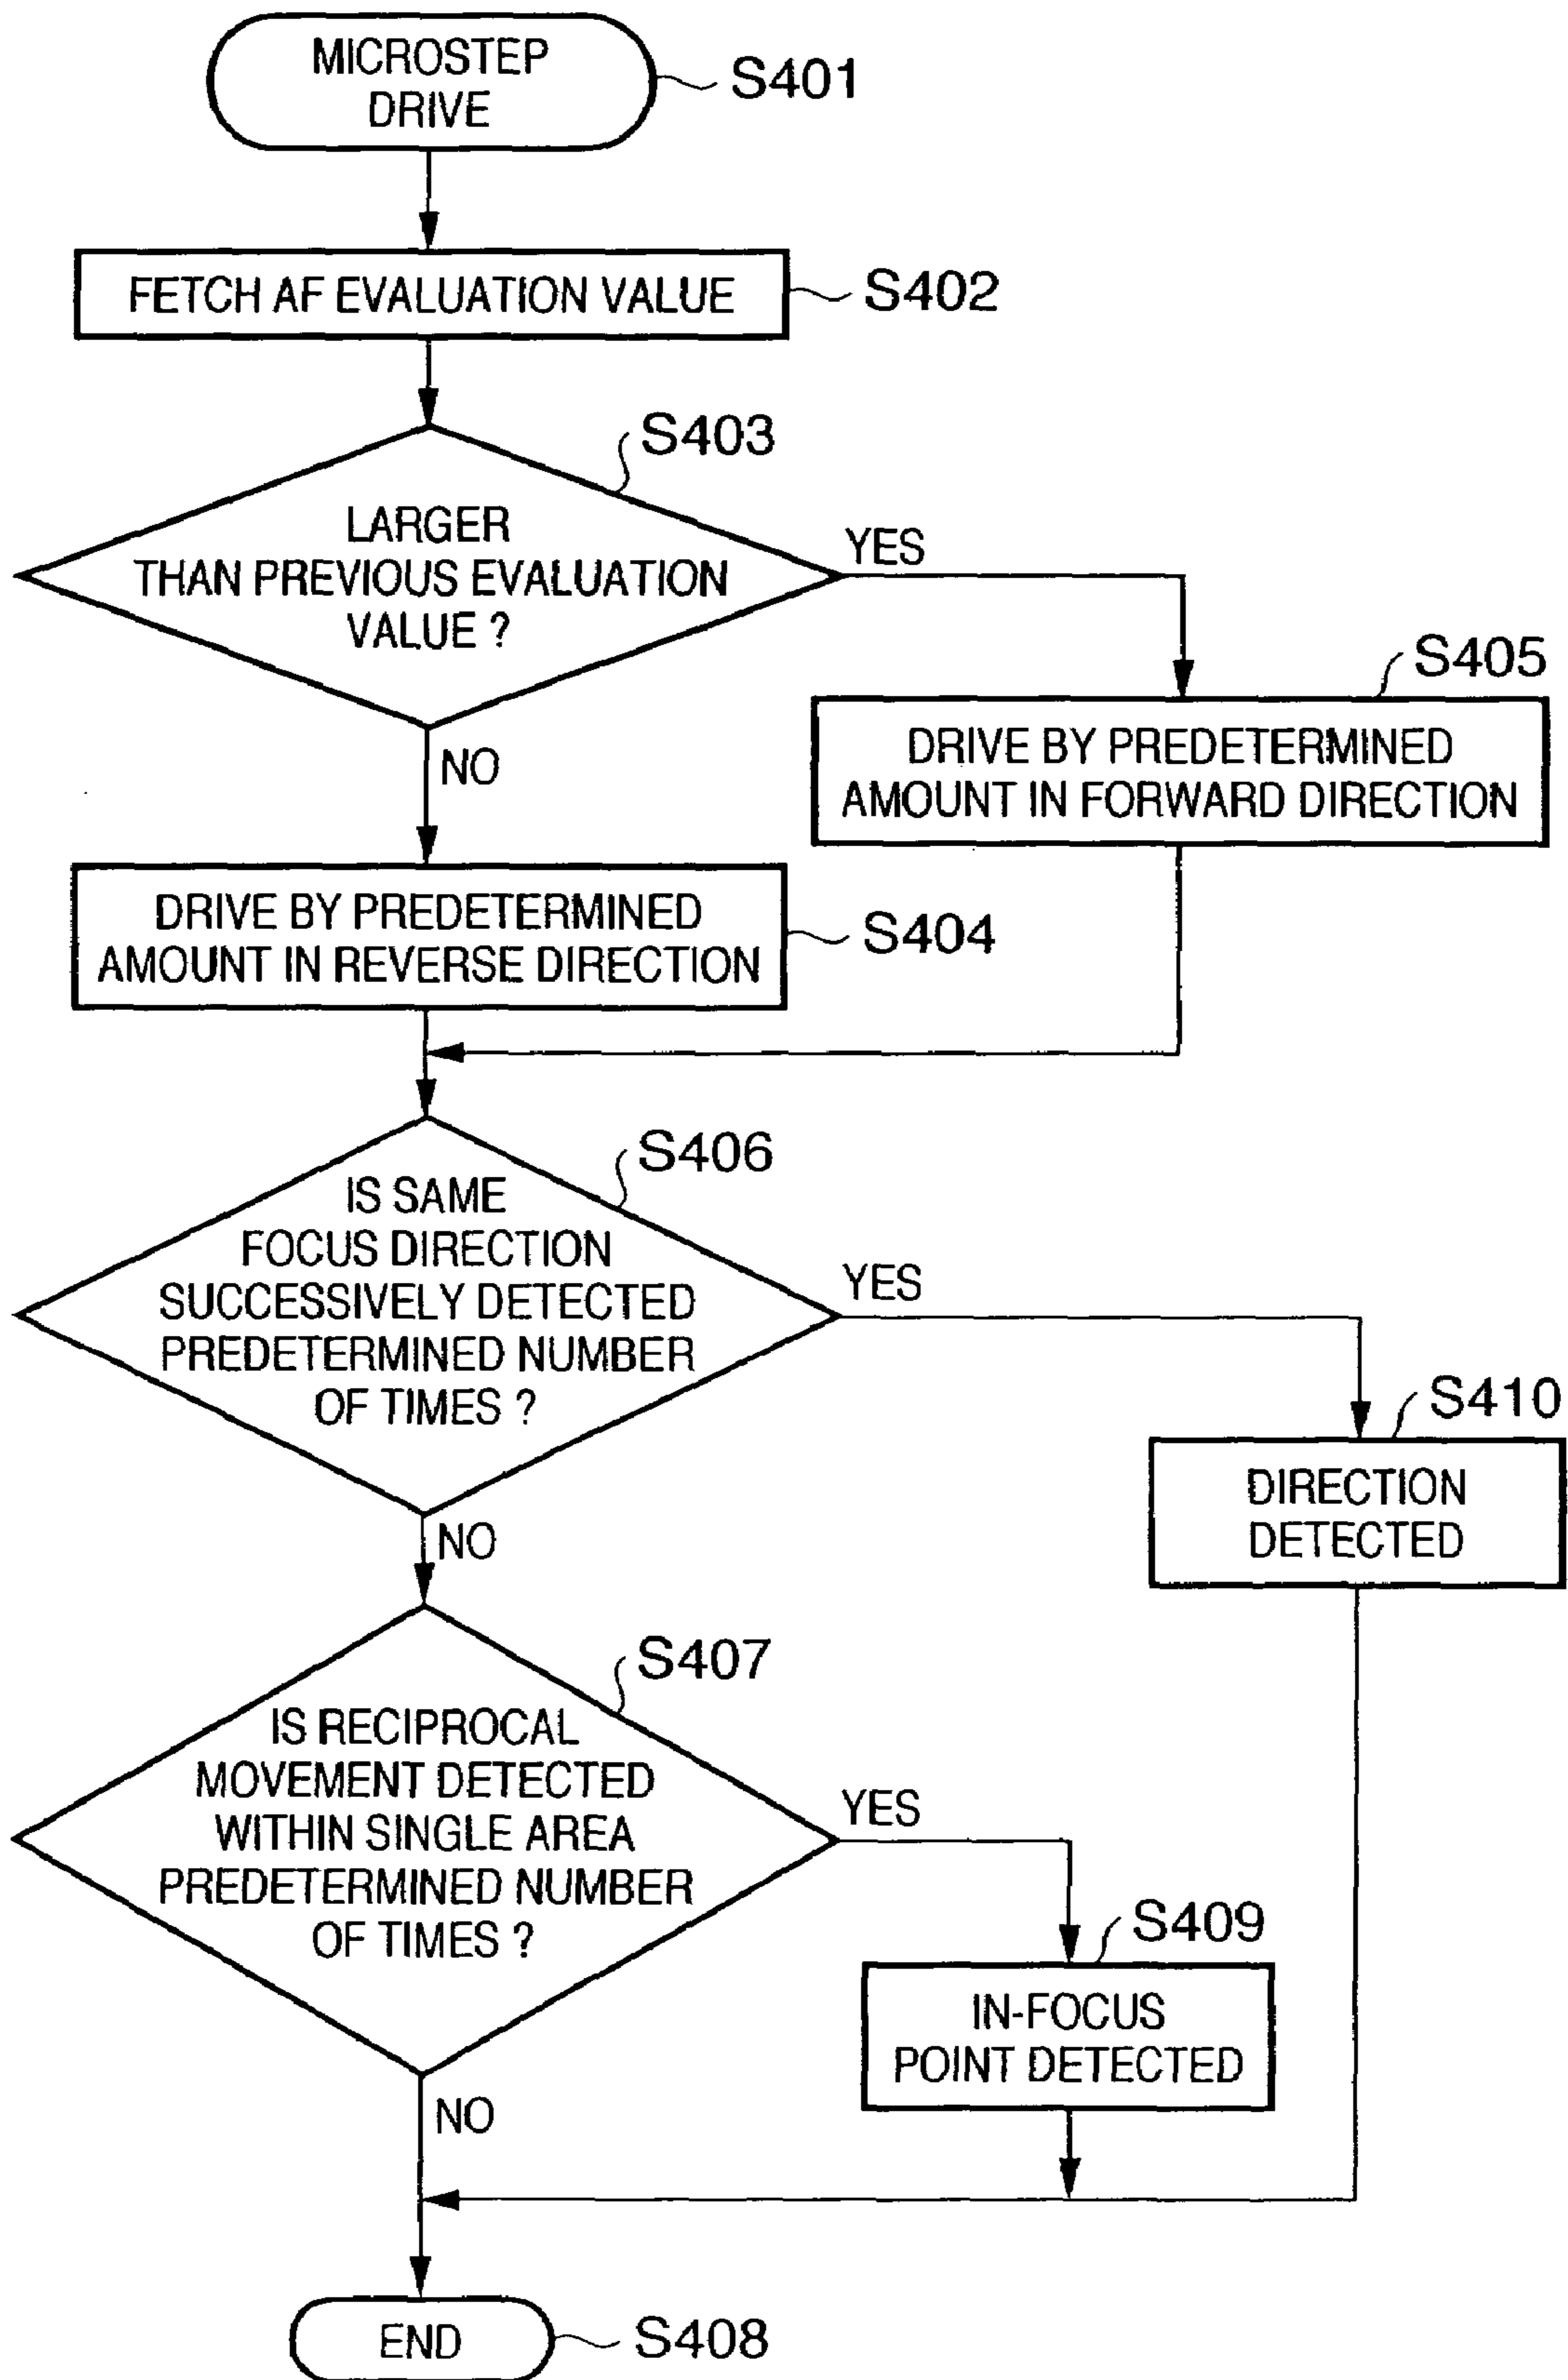 MICROSTEP
DRIVE
S401
FETCH AF EVALUATION VALUE
S402
S403
LARGER
THAN PREVIOUS EVALUATION
VALUE ?
YES
NO
S405
DRIVE BY PREDETERMINED
AMOUNT IN FORWARD DIRECTION
DRIVE BY PREDETERMINED
AMOUNT IN REVERSE DIRECTION
S404
S406
IS SAME
FOCUS DIRECTION
SUCCESSIVELY DETECTED
PREDETERMINED NUMBER
OF TIMES ?
YES
NO
S410
DIRECTION
DETECTED
S407
IS RECIPROCAL
MOVEMENT DETECTED
WITHIN SINGLE AREA
PREDETERMINED NUMBER
OF TIMES ?
YES
NO
S409
IN-FOCUS
POINT DETECTED
END
S408